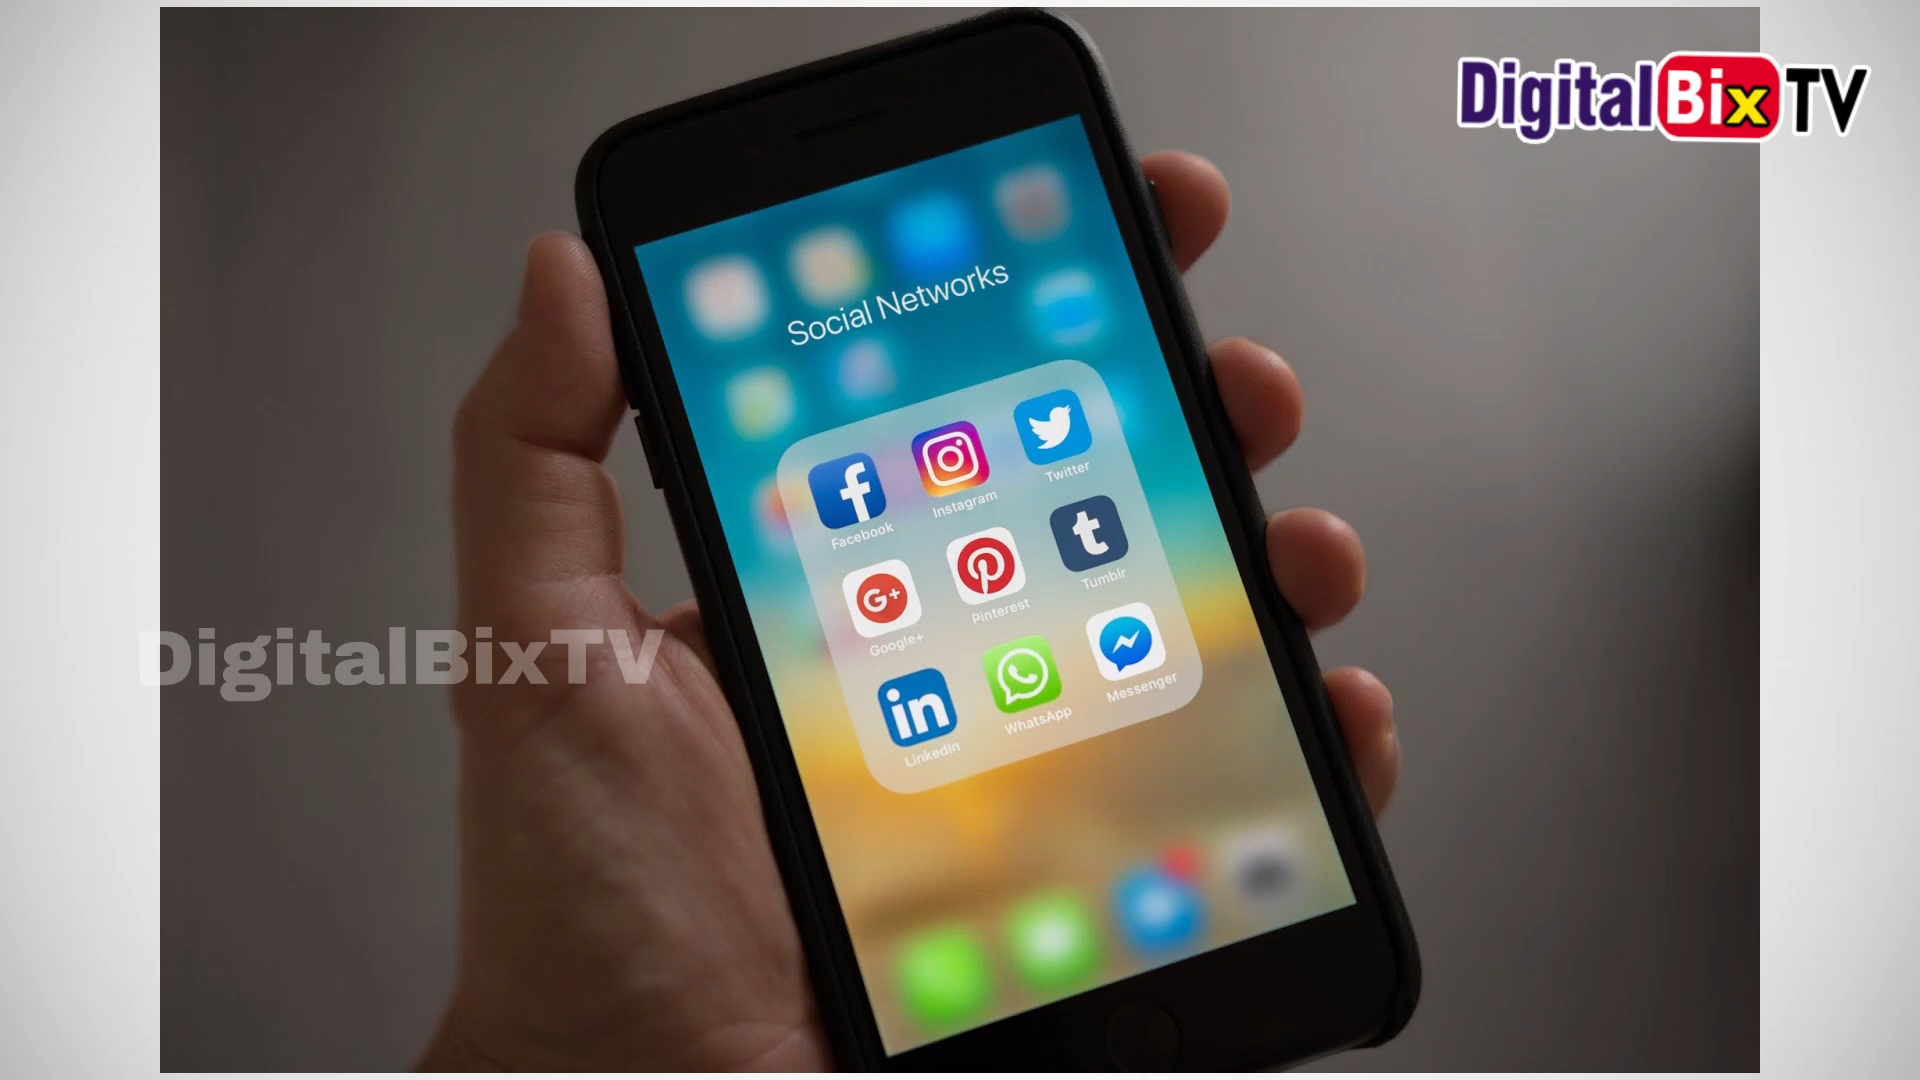 DigitalBixTV
Social Networks
Facebook
Instagram
Twitter
Google+
Pinterest
Tumblr
LinkedIn
WhatsApp
Messenger
DigitalBixTV